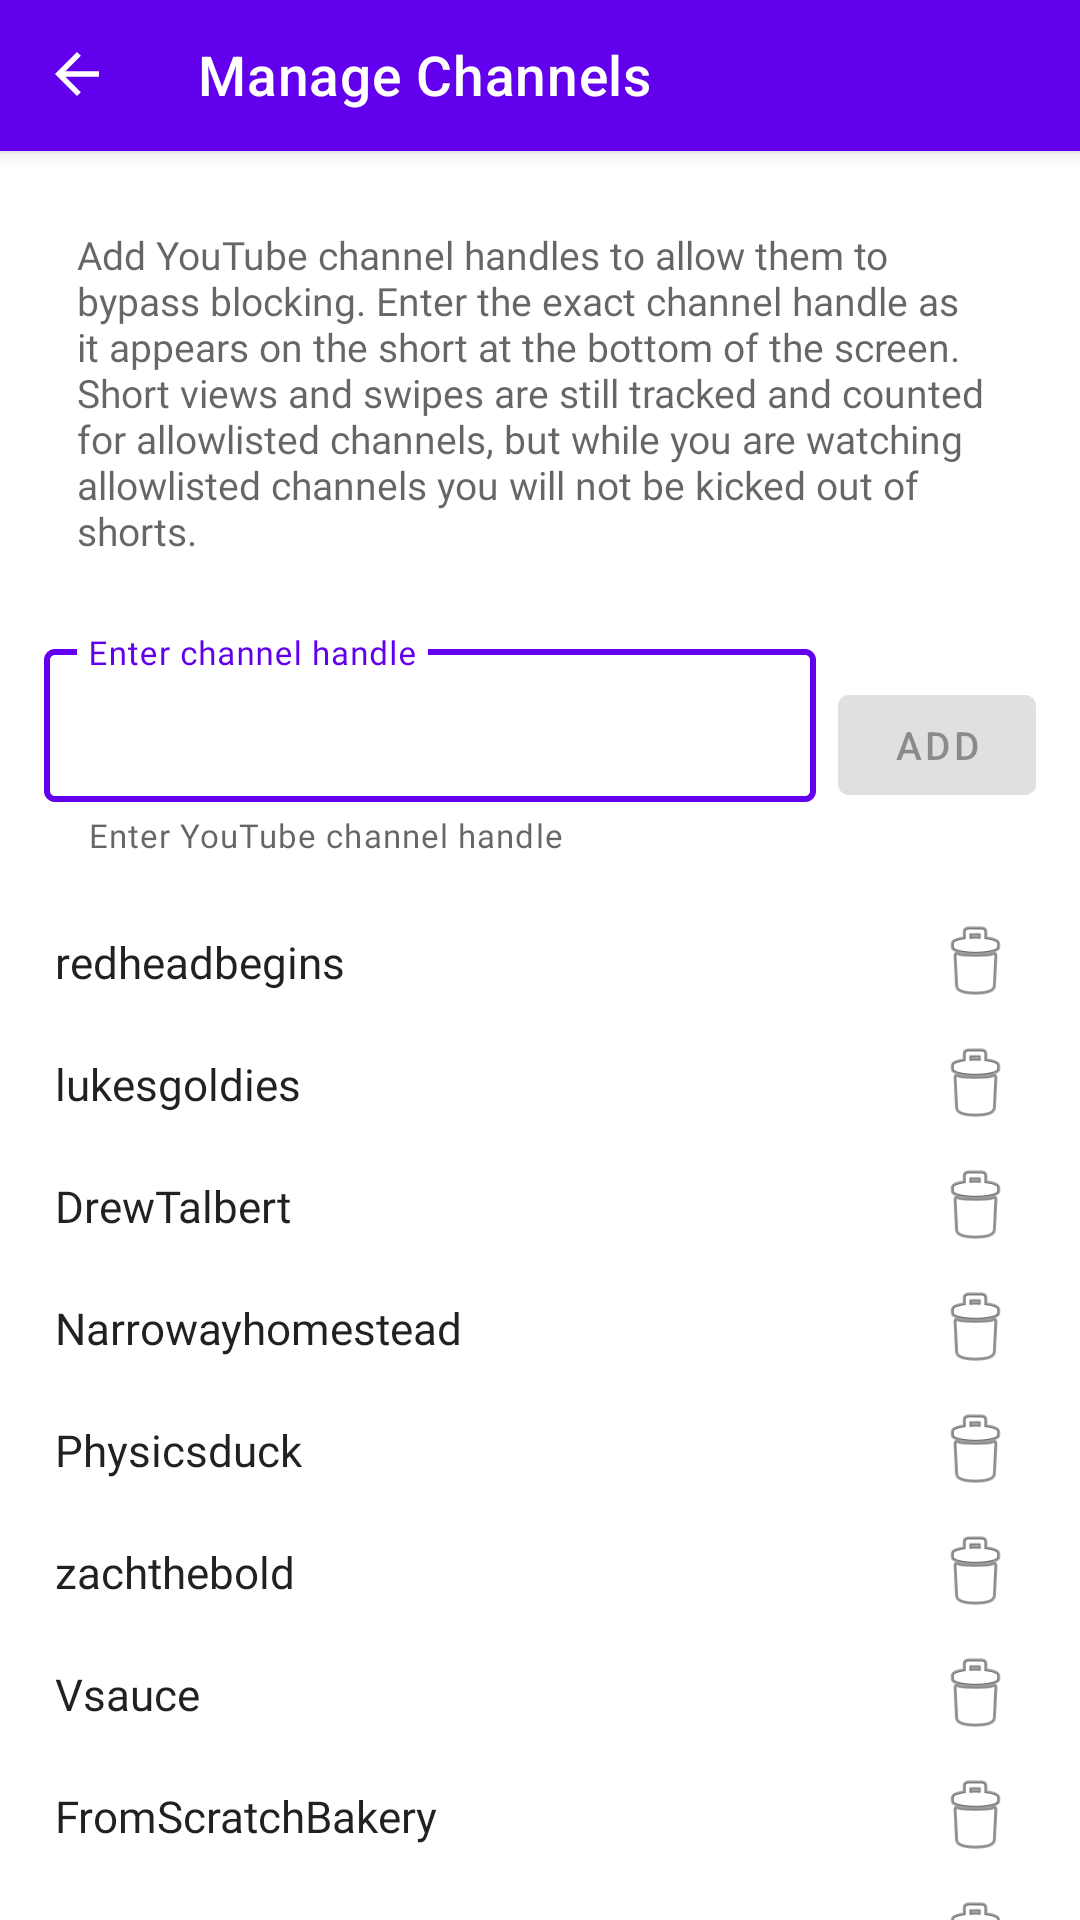 Manage Channels
Add YouTube channel handles to allow them to
bypass blocking. Enter the exact channel handle as
it appears on the short at the bottom of the screen.
Short views and swipes are still tracked and counted
for allowlisted channels, but while you are watching
allowlisted channels you will not be kicked out of
shorts.
Enter channel handle
ADD
Enter YouTube channel handle
redheadbegins
lukesgoldies
DrewTalbert
Narrowayhomestead
Physicsduck
zachthebold
Vsauce
FromScratchBakery